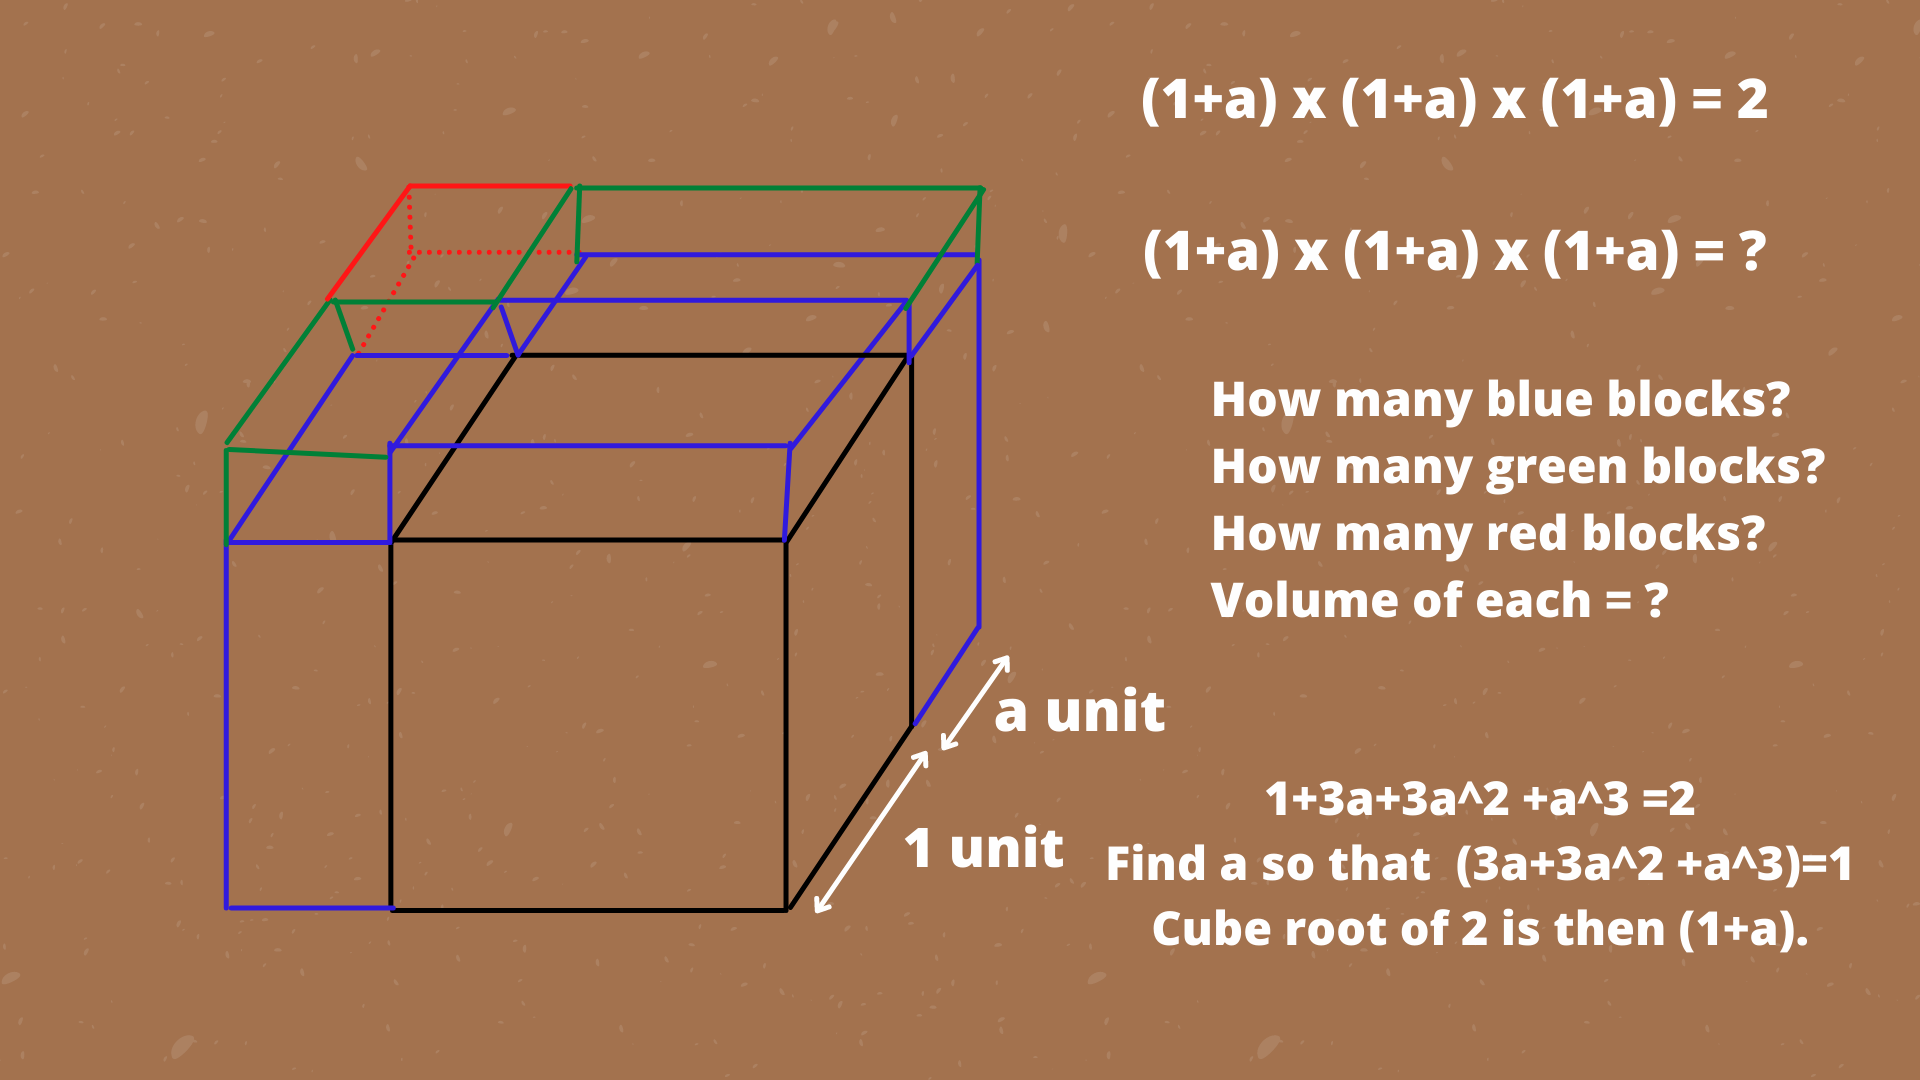 (1+a) x (1+a) x (1+a) = 2
(1+a) x (1+a) x (1+a) = ?
How many blue blocks?
How many green blocks?
How many red blocks?
Volume of each = ?
a unit
1 unit
1+3a+3a^2 +a^3 =2
Find a so that (3a+3a^2 +a^3)=1
Cube root of 2 is then (1+a).